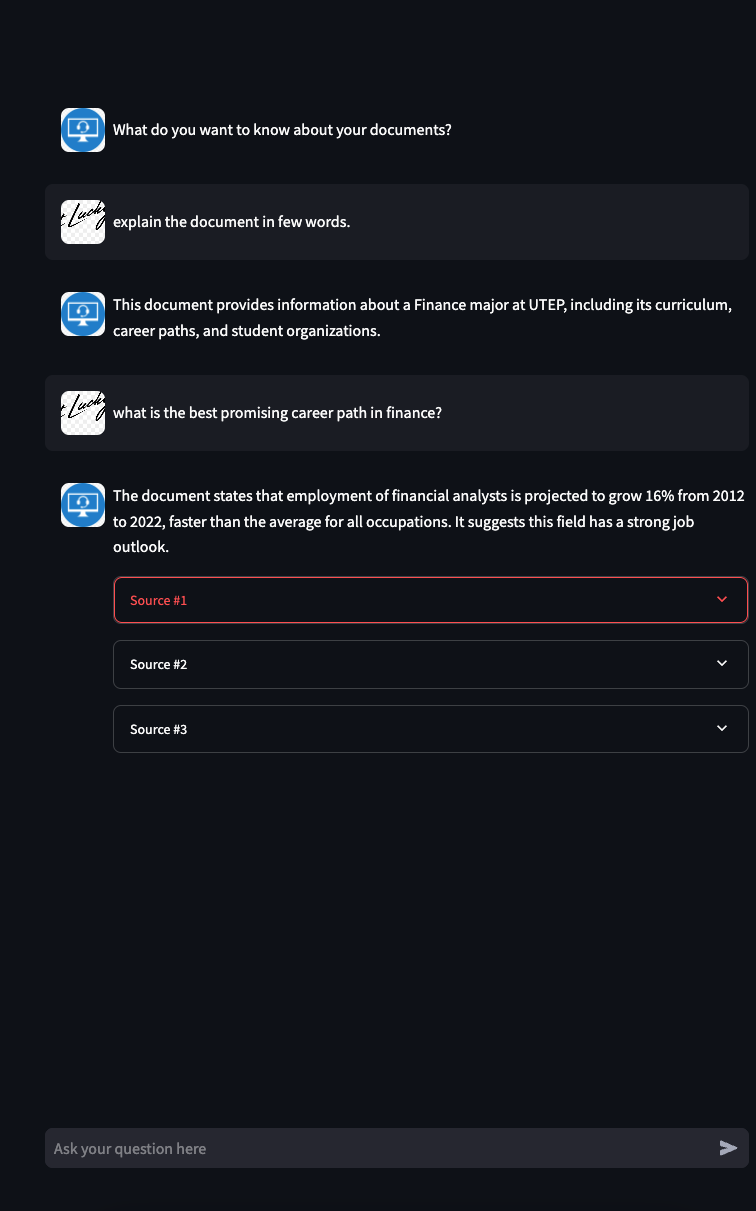 What do you want to know about your documents?
t Lucky
explain the document in few words.
This document provides information about a Finance major at UTEP, including its curriculum,
career paths, and student organizations.
t Lucky
what is the best promising career path in finance?
The document states that employment of financial analysts is projected to grow 16% from 2012
to 2022, faster than the average for all occupations. It suggests this field has a strong job
outlook.
Source #1
Source #2
Source #3
Ask your question here